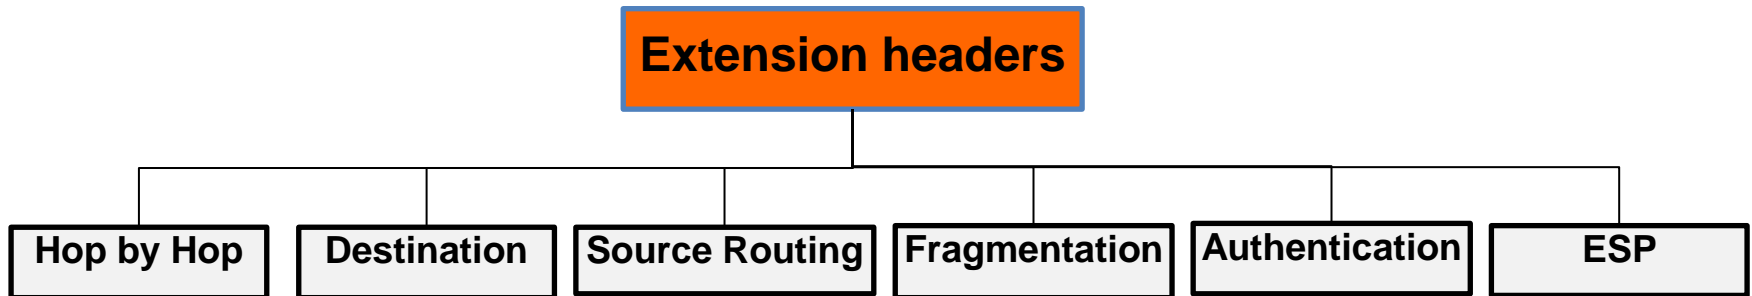 Extension headers
Hop by Hop
Destination
Source Routing
Fragmentation
Authentication
ESP